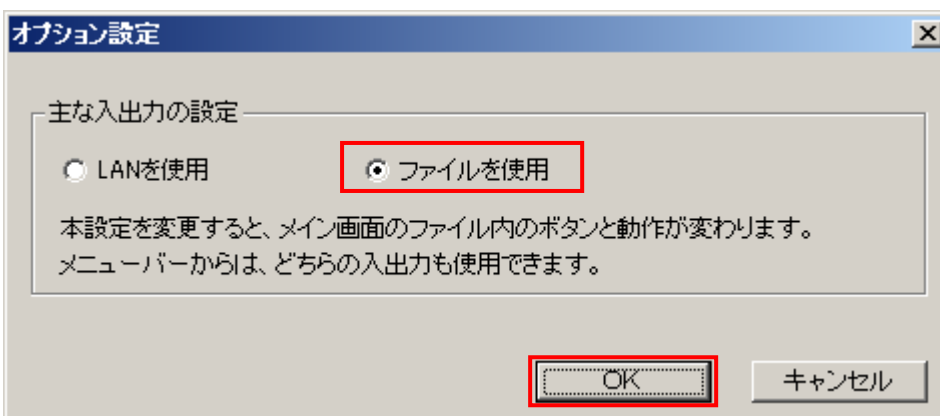 オプション設定
主な入出力の設定
LANを使用 ファイルを使用
本設定を変更すると、メイン画面のファイル内のボタンと動作が変わります。
メニューバーからは、どちらの入出力も使用できます。
OK キャンセル